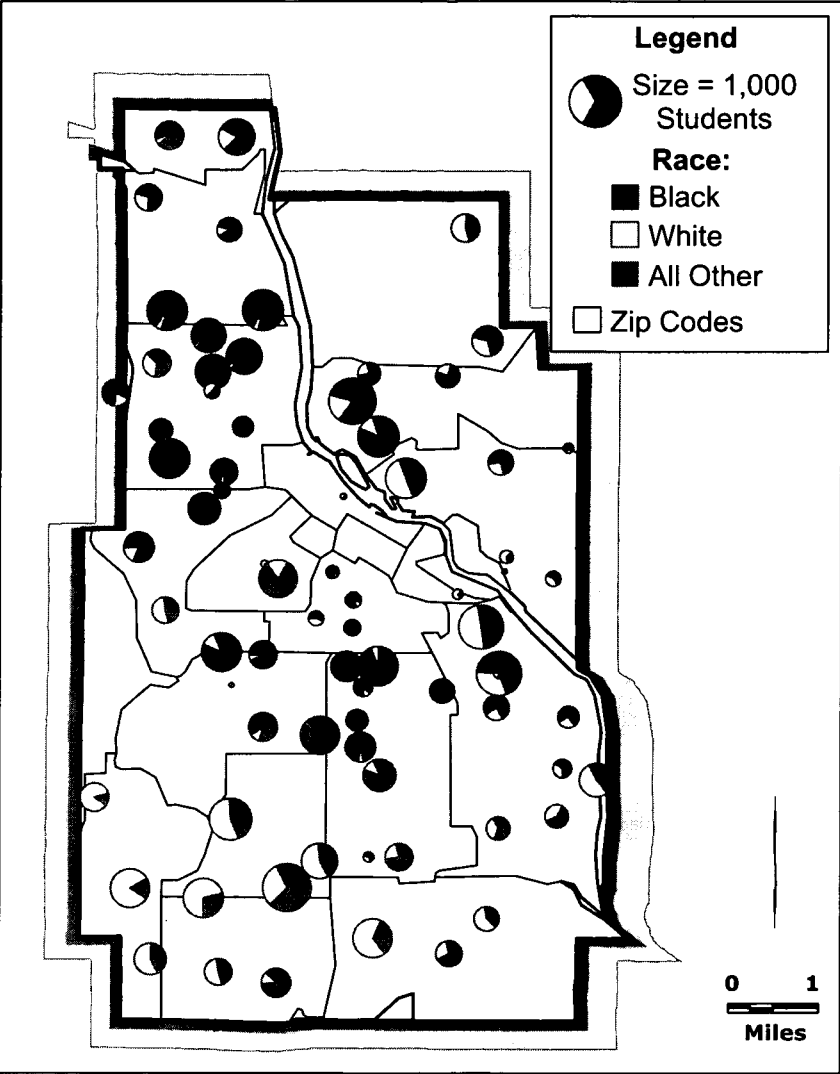 Legend
Size = 1,000
Students
Race:
Black
White
All Other
Zip Codes
0 1
Miles